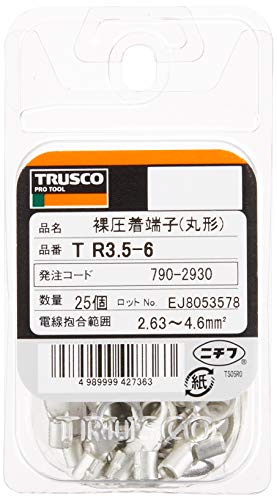 TRUSCO
PRO TOOL
品名 裸圧着端子(丸形)
品番 T R3.5-6
発注コード 790-2930
数量 25個 ロットNo. EJ8053578
電線抱合範囲 2.63～4.6mm²
ニチフ
紙
TS05R0
4 989999 427363
TRUSCO